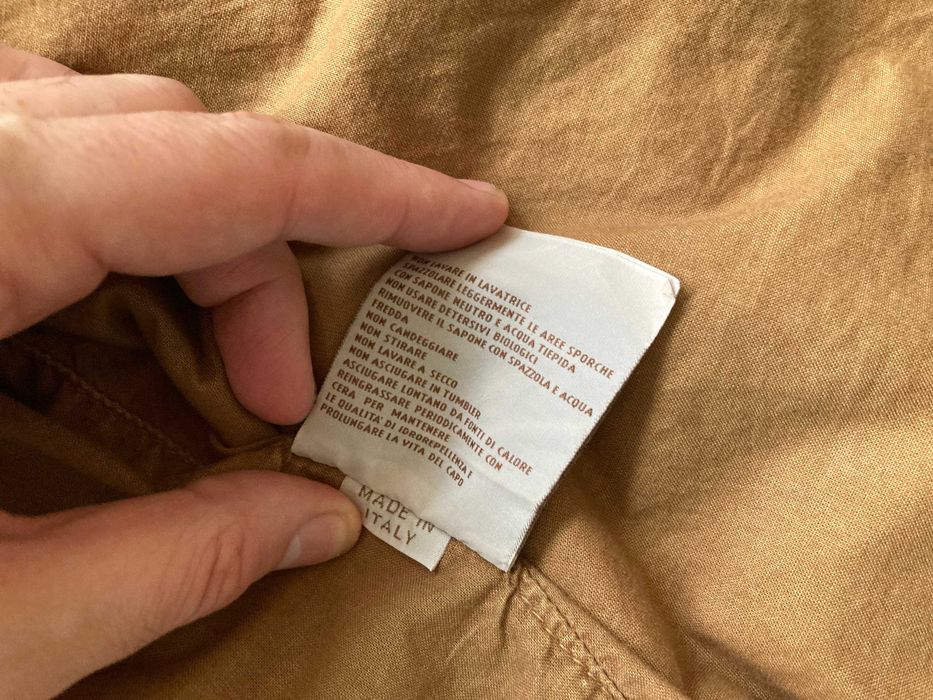 NON LAVARE IN LAVATRICE
SPAZZOLARE LEGGERMENTE LE AREE SPORCHE
CON SAPONE NEUTRO E ACQUA TIEPIDA
NON USARE DETERSIVI BIOLOGICI
RIMUOVERE IL SAPONE CON SPAZZOLA E ACQUA
FREDDA
NON CANDEGGIARE
NON STIRARE
NON LAVARE A SECCO
NON ASCIUGARE IN TUMBLER
ASCIUGARE LONTANO DA FONTI DI CALORE
REINGRASSARE PERIODICAMENTE CON
CERA PER MANTENERE
LE QUALITA' DI IDROREPELLENZA E
PROLUNGARE LA VITA DEL CAPO
MADE IN
ITALY